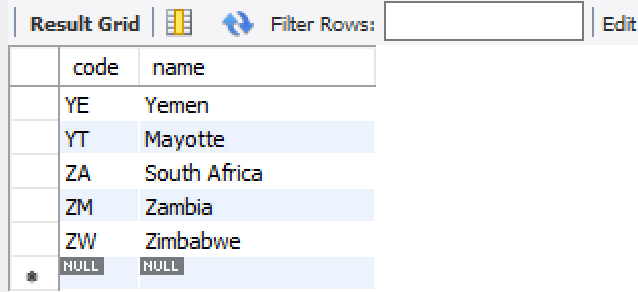 Result Grid Filter Rows: Edit
code name
YE Yemen
YT Mayotte
ZA South Africa
ZM Zambia
ZW Zimbabwe
NULL NULL